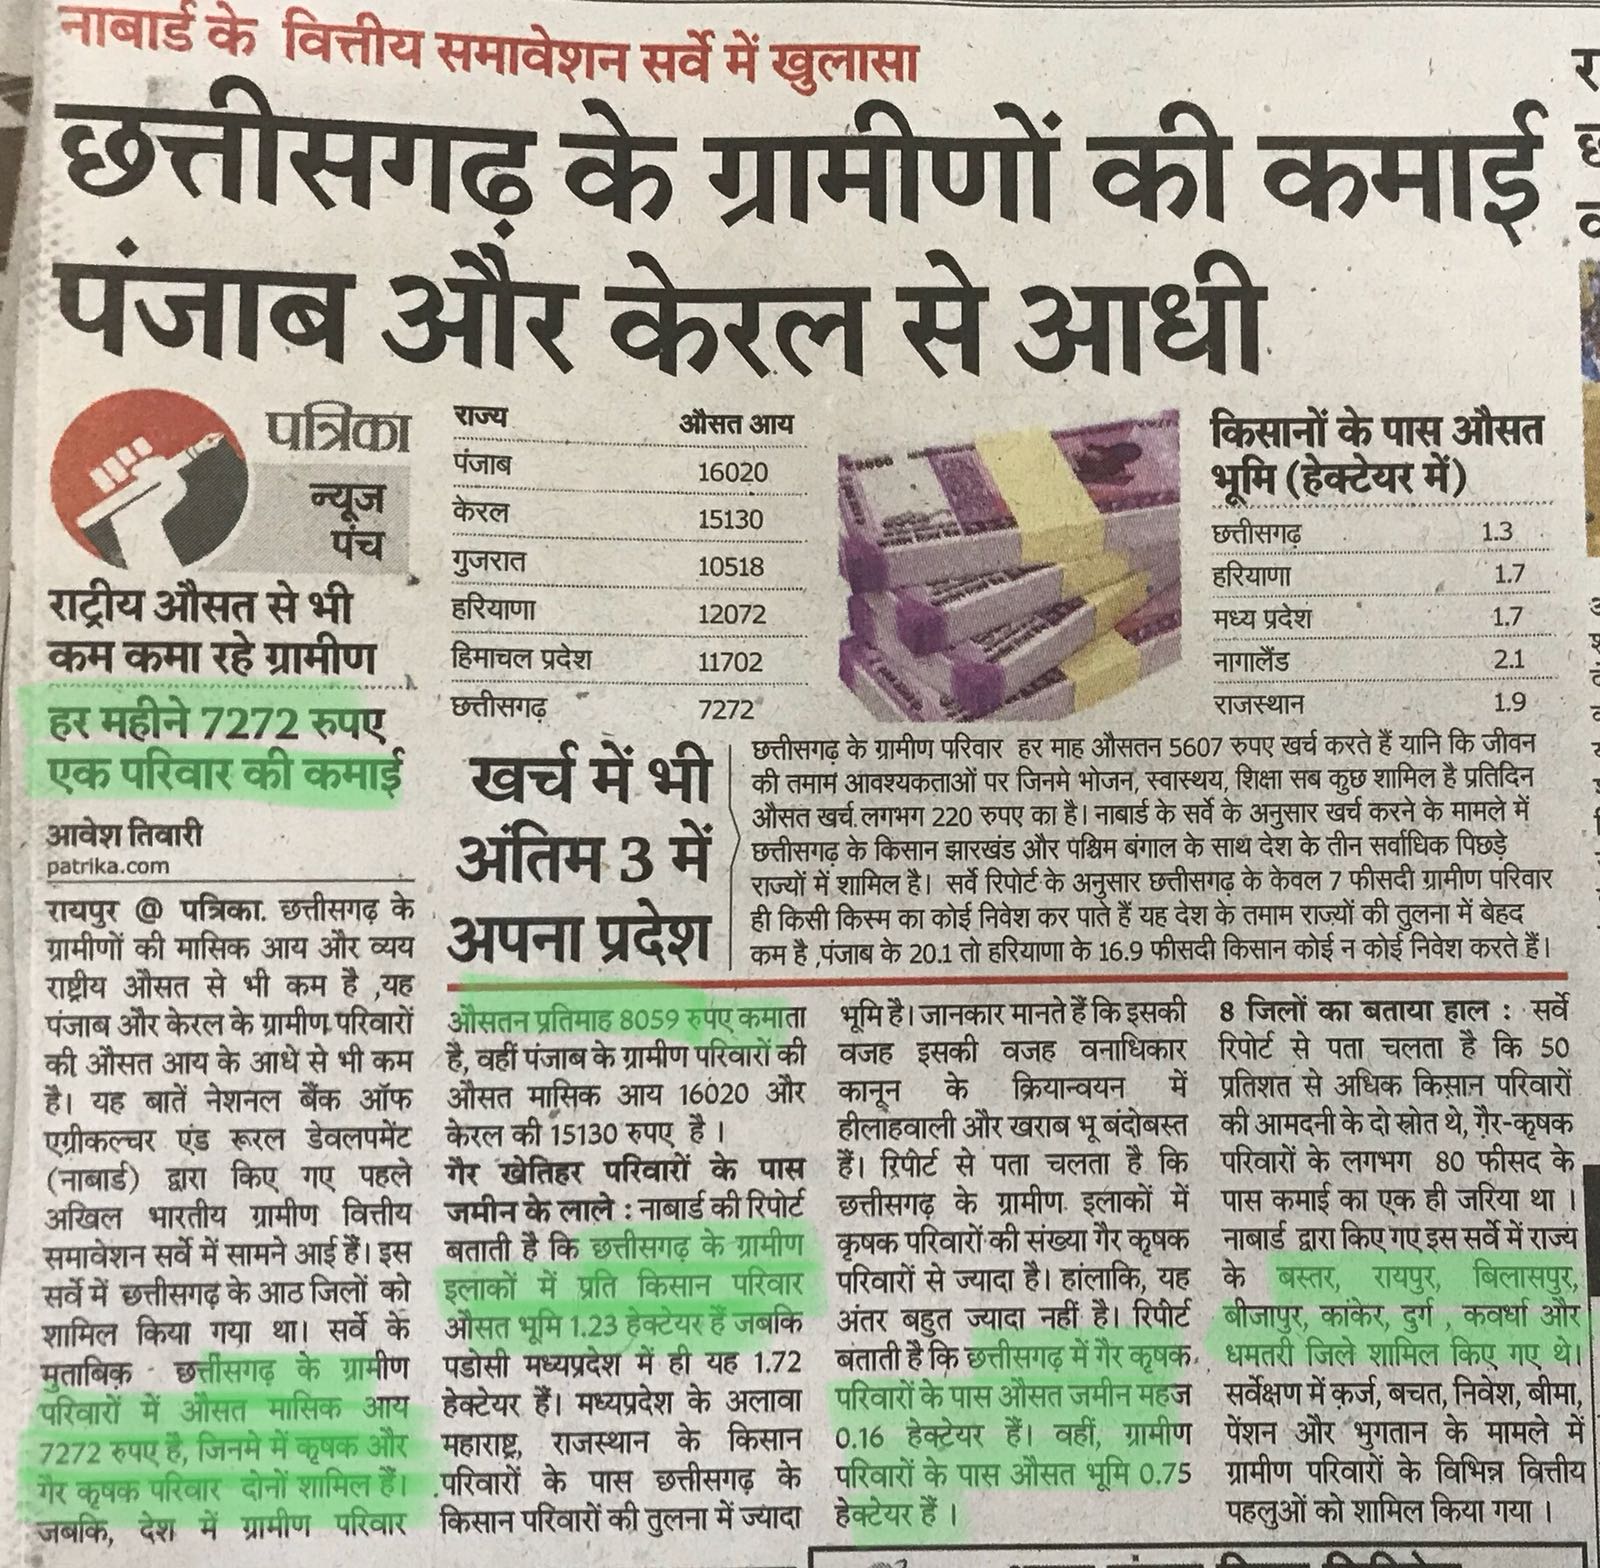 नाबार्ड के वित्तीय समावेशन सर्वे में खुलासा
छत्तीसगढ़ के ग्रामीणों की कमाई
पंजाब और केरल से आधी
पत्रिका
न्यूज
पंच
राट्रीय औसत से भी
कम कमा रहे ग्रामीण
हर महीने 7272 रुपए
एक परिवार की कमाई
आवेश तिवारी
patrika.com
राज्य औसत आय
पंजाब 16020
केरल 15130
गुजरात 10518
हरियाणा 12072
हिमाचल प्रदेश 11702
छत्तीसगढ़ 7272
किसानों के पास औसत
भूमि (हेक्टेयर में)
छत्तीसगढ़ 1.3
हरियाणा 1.7
मध्य प्रदेश 1.7
नागालैंड 2.1
राजस्थान 1.9
खर्च में भी
अंतिम 3 में
अपना प्रदेश
छत्तीसगढ़ के ग्रामीण परिवार हर माह औसतन 5607 रुपए खर्च करते हैं यानि कि जीवन
की तमाम आवश्यकताओं पर जिनमे भोजन, स्वास्थय, शिक्षा सब कुछ शामिल है प्रतिदिन
औसत खर्च लगभग 220 रुपए का है। नाबार्ड के सर्वे के अनुसार खर्च करने के मामले में
छत्तीसगढ़ के किसान झारखंड और पश्चिम बंगाल के साथ देश के तीन सर्वाधिक पिछड़े
राज्यों में शामिल है। सर्वे रिपोर्ट के अनुसार छत्तीसगढ़ के केवल 7 फीसदी ग्रामीण परिवार
ही किसी किस्म का कोई निवेश कर पाते हैं यह देश के तमाम राज्यों की तुलना में बेहद
कम है ,पंजाब के 20.1 तो हरियाणा के 16.9 फीसदी किसान कोई न कोई निवेश करते हैं।
रायपुर @ पत्रिका. छत्तीसगढ़ के
ग्रामीणों की मासिक आय और व्यय
राष्ट्रीय औसत से भी कम है ,यह
पंजाब और केरल के ग्रामीण परिवारों
की औसत आय के आधे से भी कम
है। यह बातें नेशनल बैंक ऑफ
एग्रीकल्चर एंड रूरल डेवलपमेंट
(नाबार्ड) द्वारा किए गए पहले
अखिल भारतीय ग्रामीण वित्तीय
समावेशन सर्वे में सामने आई हैं। इस
सर्वे में छत्तीसगढ़ के आठ जिलों को
शामिल किया गया था। सर्वे के
मुताबिक छत्तीसगढ़ के ग्रामीण
परिवारों में औसत मासिक आय
7272 रुपए है, जिनमे में कृषक और
गैर कृषक परिवार दोनों शामिल हैं।
जबकि, देश में ग्रामीण परिवार
औसतन प्रतिमाह 8059 रुपए कमाता
है, वहीं पंजाब के ग्रामीण परिवारों की
औसत मासिक आय 16020 और
केरल की 15130 रुपए है ।
गैर खेतिहर परिवारों के पास
जमीन के लाले : नाबार्ड की रिपोर्ट
बताती है कि छत्तीसगढ़ के ग्रामीण
इलाकों में प्रति किसान परिवार
औसत भूमि 1.23 हेक्टेयर हैं जबकि
पडोसी मध्यप्रदेश में ही यह 1.72
हेक्टेयर हैं। मध्यप्रदेश के अलावा
महाराष्ट्र, राजस्थान के किसान
परिवारों के पास छत्तीसगढ़ के
किसान परिवारों की तुलना में ज्यादा
भूमि है। जानकार मानते हैं कि इसकी
वजह इसकी वजह वनाधिकार
कानून के क्रियान्वयन में
हीलाहवाली और खराब भू बंदोबस्त
हैं। रिपोर्ट से पता चलता है कि
छत्तीसगढ़ के ग्रामीण इलाकों में
कृषक परिवारों की संख्या गैर कृषक
परिवारों से ज्यादा है। हांलाकि, यह
अंतर बहुत ज्यादा नहीं है। रिपोर्ट
बताती है कि छत्तीसगढ़ में गैर कृषक
परिवारों के पास औसत जमीन महज
0.16 हेक्टेयर हैं। वहीं, ग्रामीण
परिवारों के पास औसत भूमि 0.75
हेक्टेयर हैं ।
8 जिलों का बताया हाल : सर्वे
रिपोर्ट से पता चलता है कि 50
प्रतिशत से अधिक किसान परिवारों
की आमदनी के दो स्रोत थे, गै़र-कृषक
परिवारों के लगभग 80 फीसद के
पास कमाई का एक ही जरिया था ।
नाबार्ड द्वारा किए गए इस सर्वे में राज्य
के बस्तर, रायपुर, बिलासपुर,
बीजापुर, कांकेर, दुर्ग , कवर्धा और
धमतरी जिले शामिल किए गए थे।
सर्वेक्षण में क़र्ज, बचत, निवेश, बीमा,
पेंशन और भुगतान के मामले में
ग्रामीण परिवारों के विभिन्न वित्तीय
पहलुओं को शामिल किया गया ।